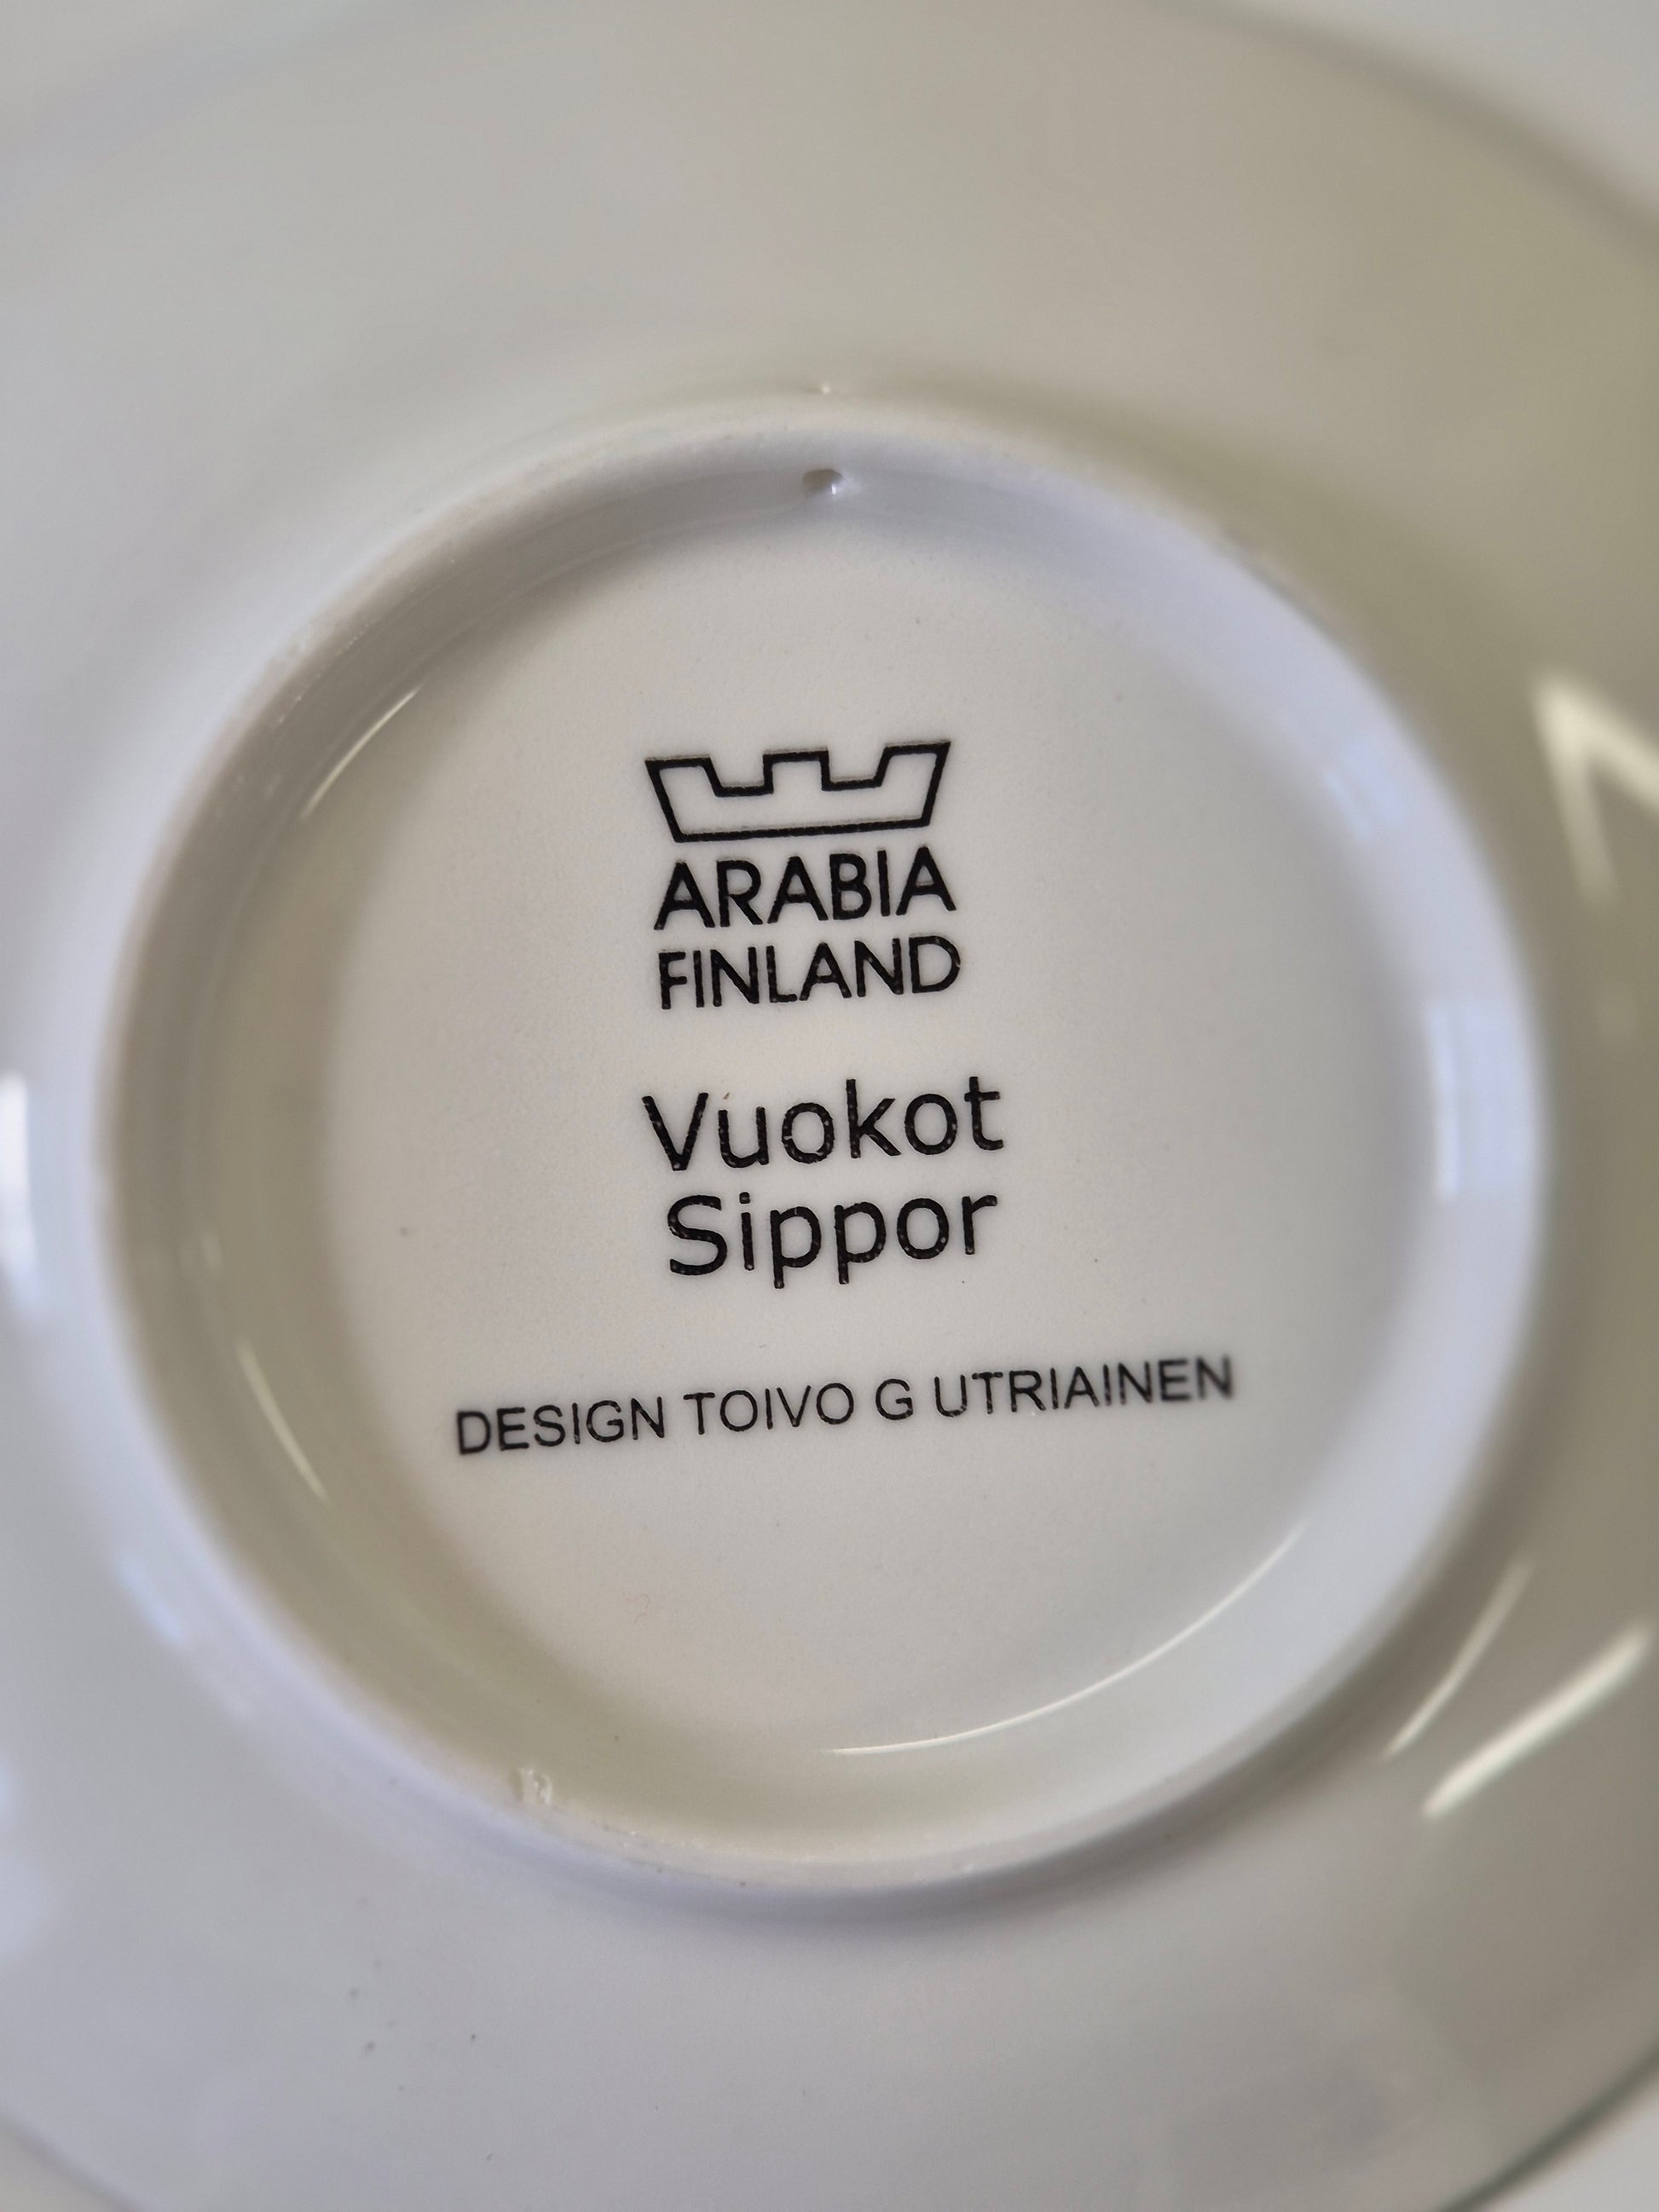 ARABIA
FINLAND
Vuokot
Sippor
DESIGN TOIVO G UTRIAINEN